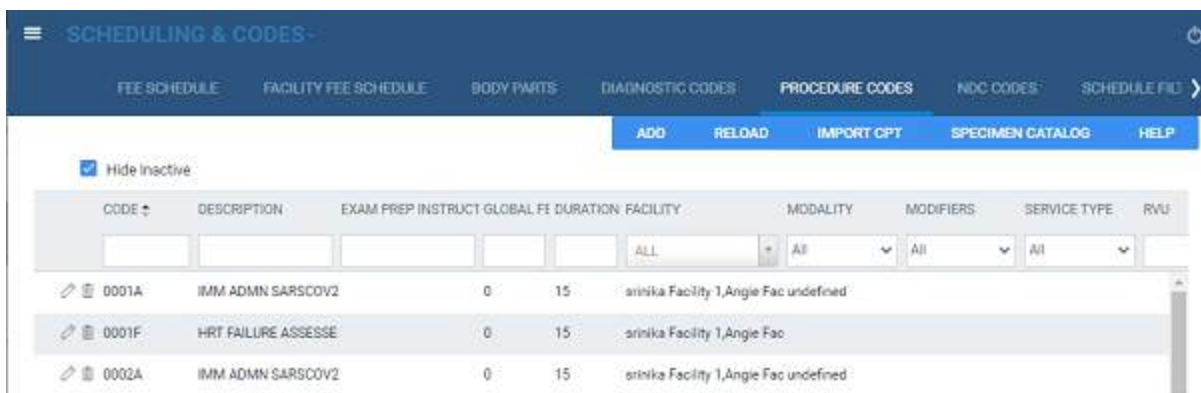 SCHEDULING & CODES-
FEE SCHEDULE FACILITY FEE SCHEDULE BODY PARTS DIAGNOSTIC CODES PROCEDURE CODES NDC CODES SCHEDULE FILT
ADD RELOAD IMPORT CPT SPECIMEN CATALOG HELP
Hide Inactive
CODE DESCRIPTION EXAM PREP INSTRUCT GLOBAL FE DURATION FACILITY MODALITY MODIFIERS SERVICE TYPE RVU
ALL All All All
0001A IMM ADMN SARSCOV2 0 15 srinika Facility 1,Angie Fac undefined
0001F HRT FAILURE ASSESSE 0 15 srinika Facility 1,Angie Fac
0002A IMM ADMN SARSCOV2 0 15 srinika Facility 1,Angie Fac undefined